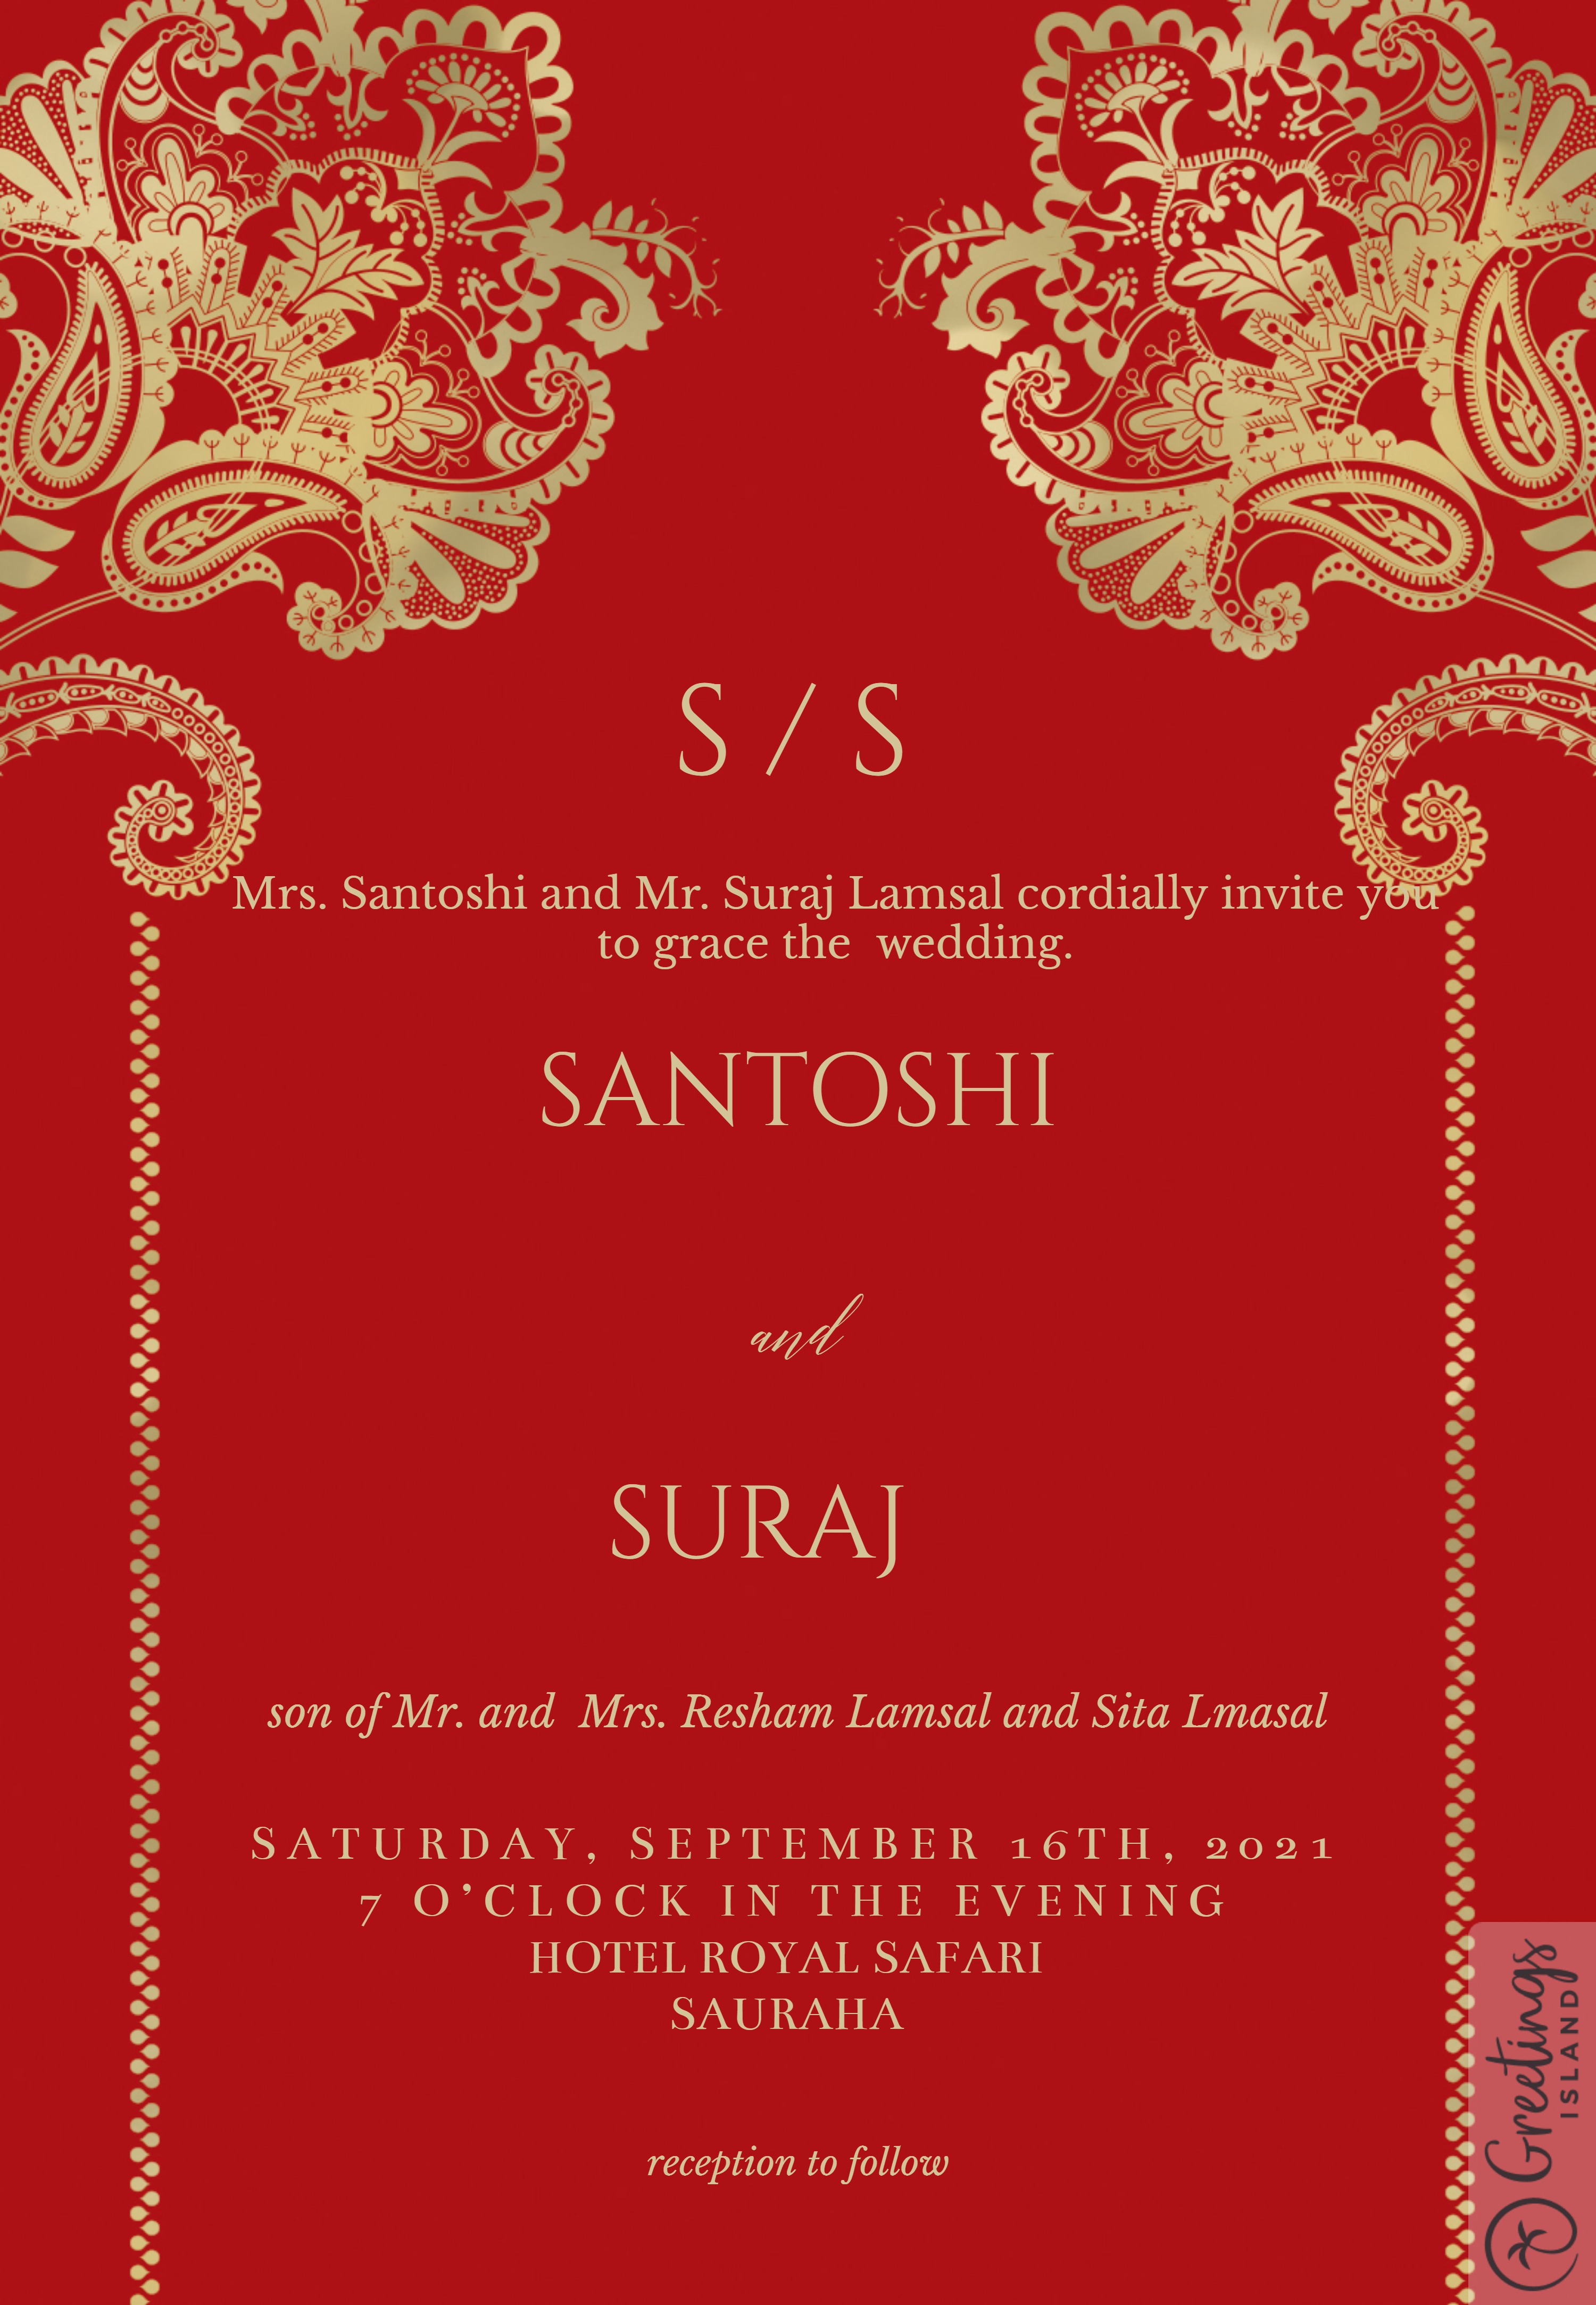 S / S
Mrs. Santoshi and Mr. Suraj Lamsal cordially invite you
to grace the  wedding.
SANTOSHI
and
SURAJ
son of Mr. and  Mrs. Resham Lamsal and Sita Lmasal
SATURDAY, SEPTEMBER 16TH, 2021
7 O’CLOCK IN THE EVENING
HOTEL ROYAL SAFARI
SAURAHA
reception to follow
Greetings
ISLAND